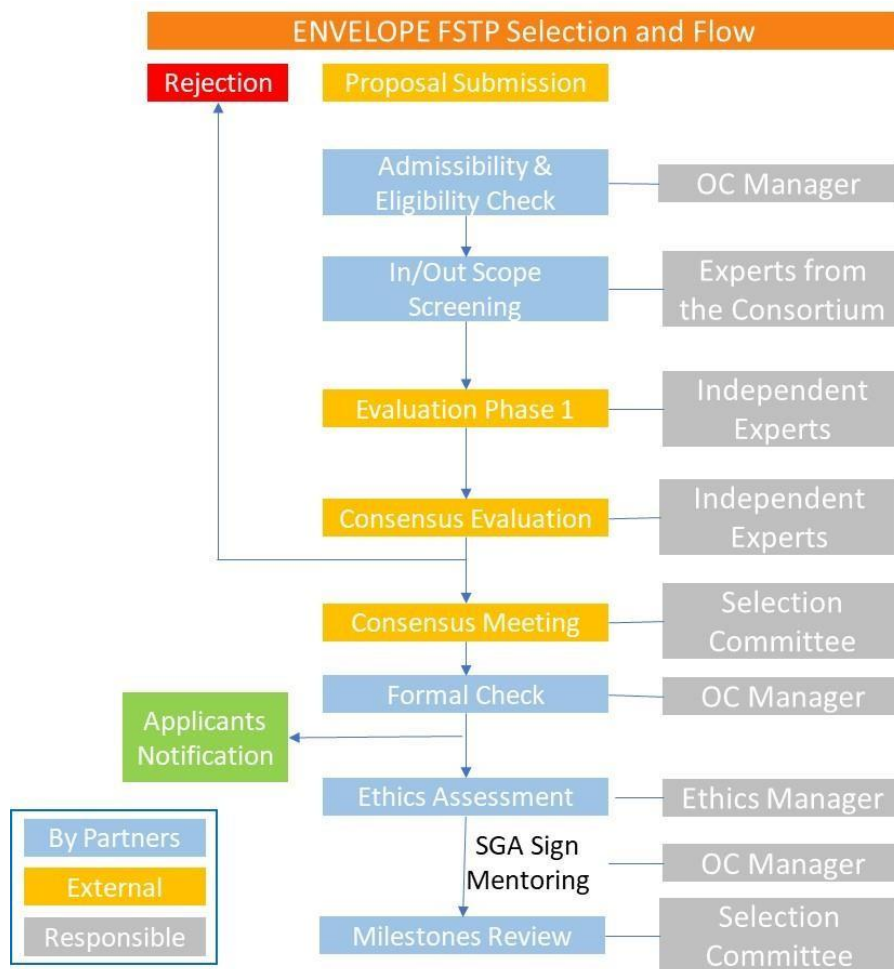 ENVELOPE FSTP Selection and Flow
Rejection
Proposal Submission
Admissibility &
Eligibility Check
OC Manager
In/Out Scope
Screening
Experts from
the Consortium
Evaluation Phase 1
Independent
Experts
Consensus Evaluation
Independent
Experts
Consensus Meeting
Selection
Committee
Formal Check
OC Manager
Applicants
Notification
Ethics Assessment
Ethics Manager
SGA Sign
Mentoring
OC Manager
Milestones Review
Selection
Committee
By Partners
External
Responsible